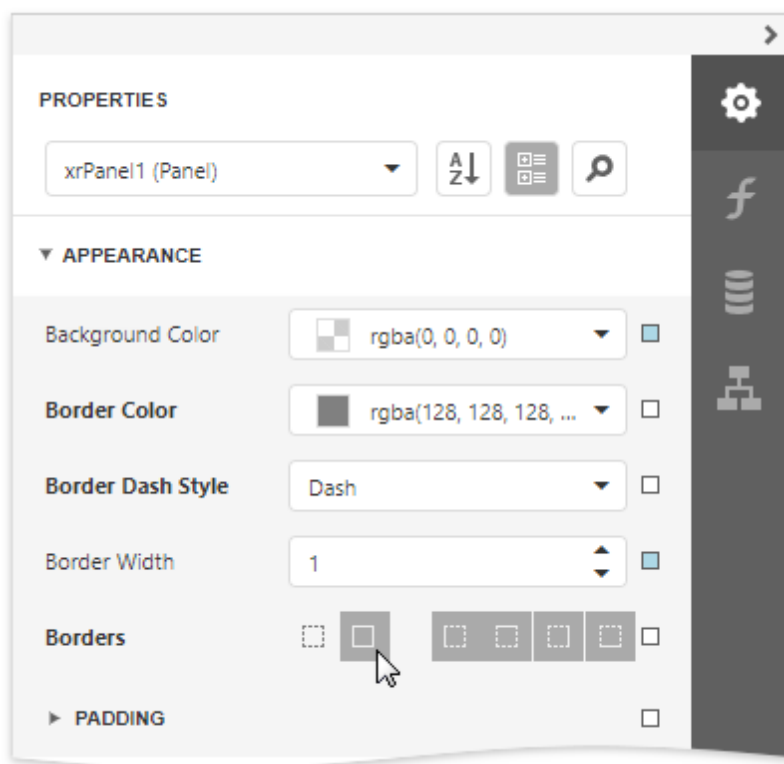 PROPERTIES
xrPanel1 (Panel)
A
Z
APPEARANCE
Background Color
rgba(0, 0, 0, 0)
Border Color
rgba(128, 128, 128, ...
Border Dash Style
Dash
Border Width
1
Borders
PADDING